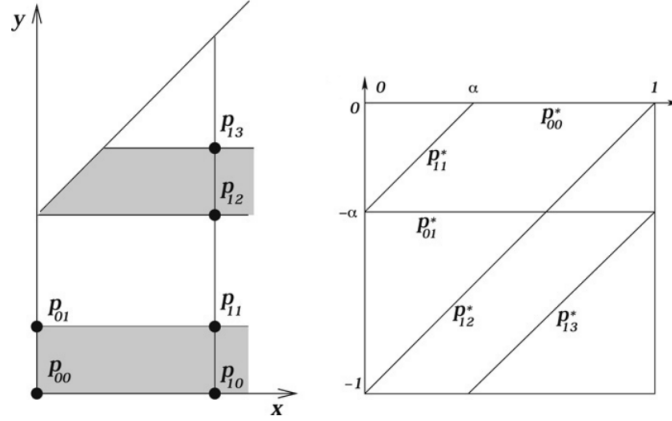 y
p₁₃
p₁₂
p₀₁
p₁₁
p₀₀
p₁₀
x
0 α 1
0
p*₀₀
p*₁₁
-α
p*₀₁
p*₁₂
p*₁₃
-1